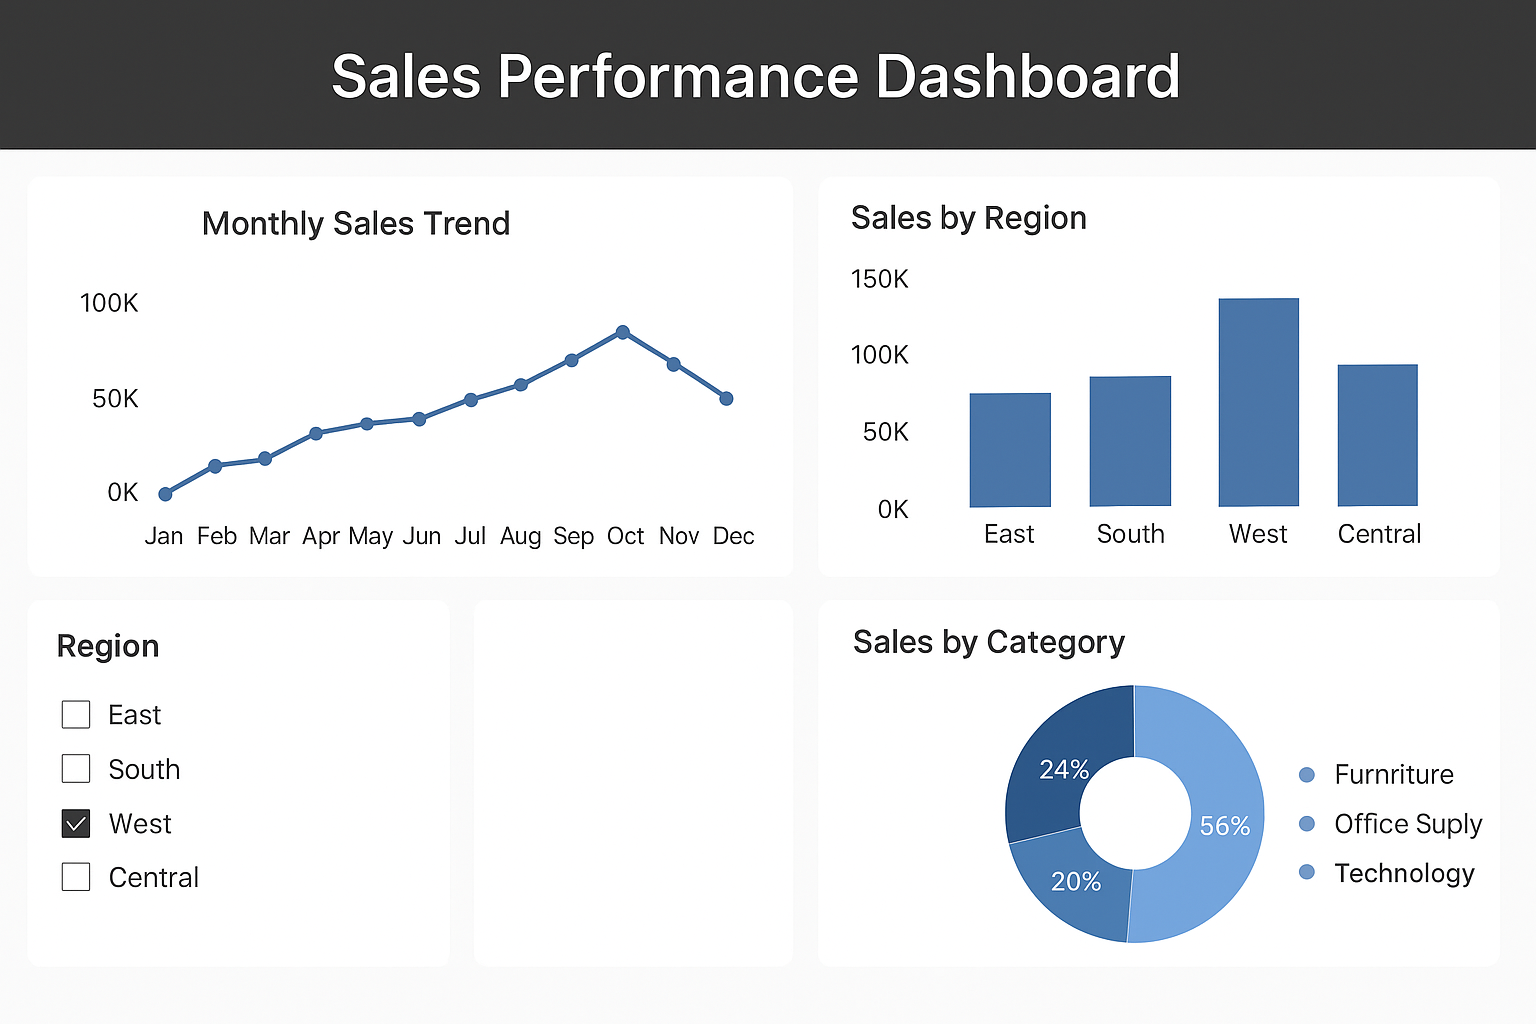 Sales Performance Dashboard
Monthly Sales Trend
100K
50K
0K
Jan Feb Mar Apr May Jun Jul Aug Sep Oct Nov Dec
Sales by Region
150K
100K
50K
0K
East South West Central
Region
East
South
West
Central
Sales by Category
24%
56%
20%
Furnriture
Office Suply
Technology